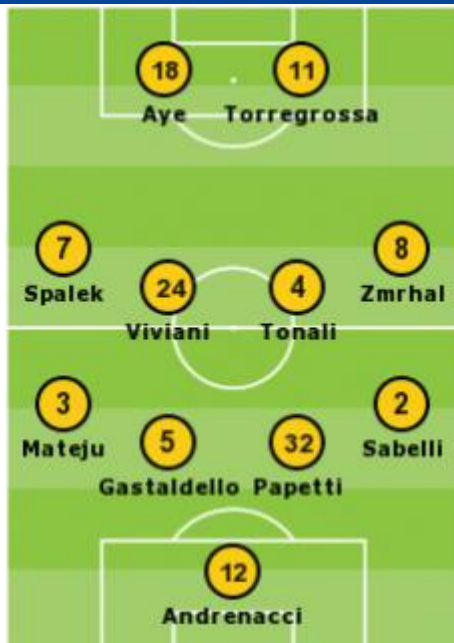 18 11
Aye Torregrossa
7 8
Spalek Zmrhal
24 4
Viviani Tonali
3 2
Mateju Sabelli
5 32
Gastaldello Papetti
12
Andrenacci